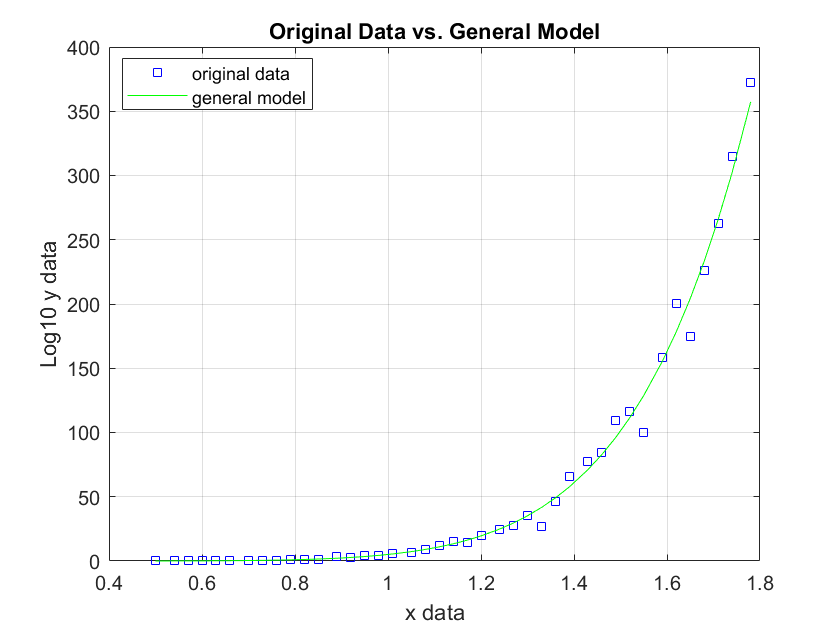 Original Data vs. General Model
original data
general model
400
350
300
250
200
150
100
50
0
Log10 y data
0.4 0.6 0.8 1 1.2 1.4 1.6 1.8
x data